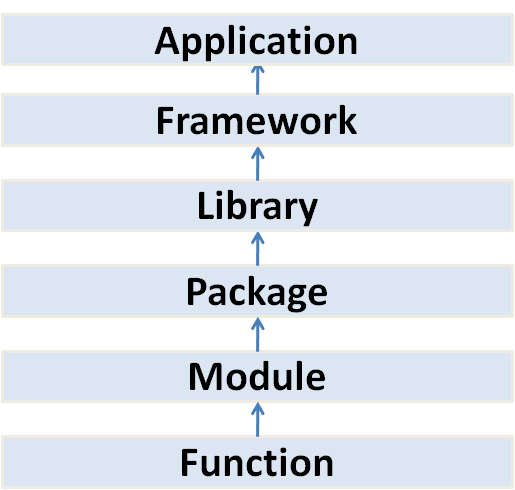 Application
Framework
Library
Package
Module
Function